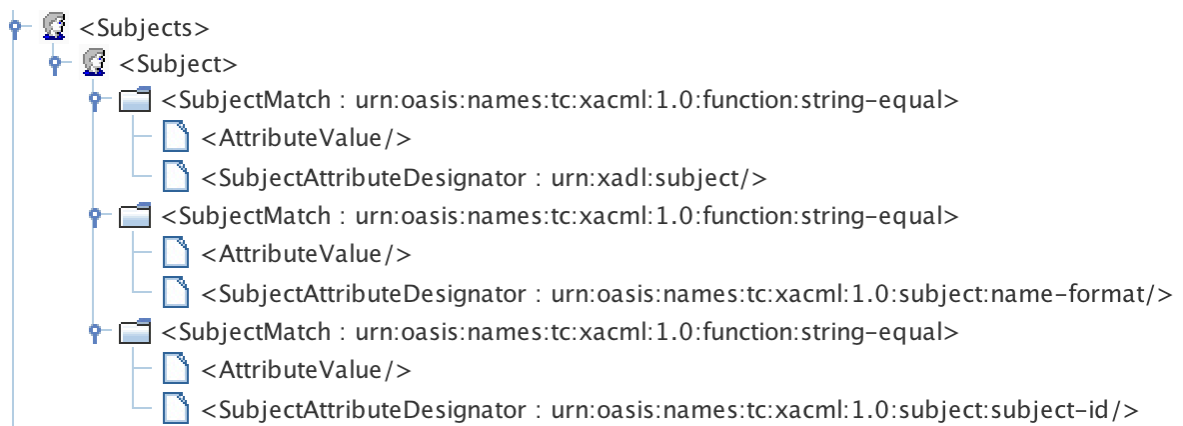 <Subjects>
<Subject>
<SubjectMatch : urn:oasis:names:tc:xacml:1.0:function:string-equal>
<AttributeValue/>
<SubjectAttributeDesignator : urn:xadl:subject/>
<SubjectMatch : urn:oasis:names:tc:xacml:1.0:function:string-equal>
<AttributeValue/>
<SubjectAttributeDesignator : urn:oasis:names:tc:xacml:1.0:subject:name-format/>
<SubjectMatch : urn:oasis:names:tc:xacml:1.0:function:string-equal>
<AttributeValue/>
<SubjectAttributeDesignator : urn:oasis:names:tc:xacml:1.0:subject:subject-id/>